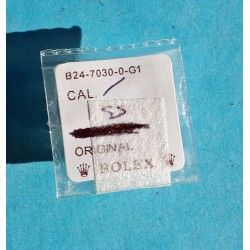 B24-7030-0-G1
CAL.
ORIGINAL
ROLEX